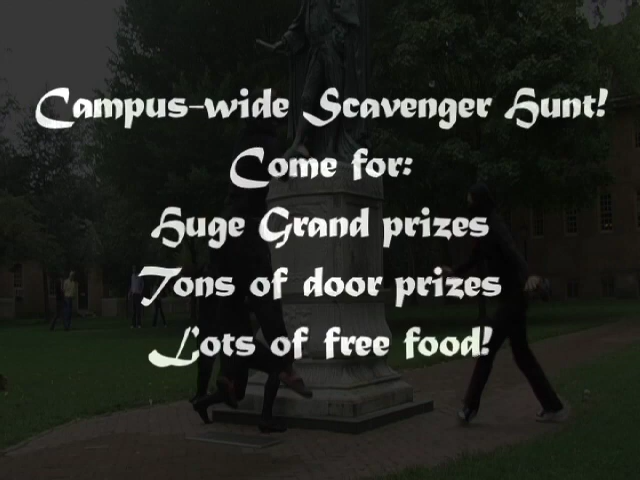 Campus-wide Scavenger Hunt!
Come for:
Huge Grand prizes
Tons of door prizes
Lots of free food!